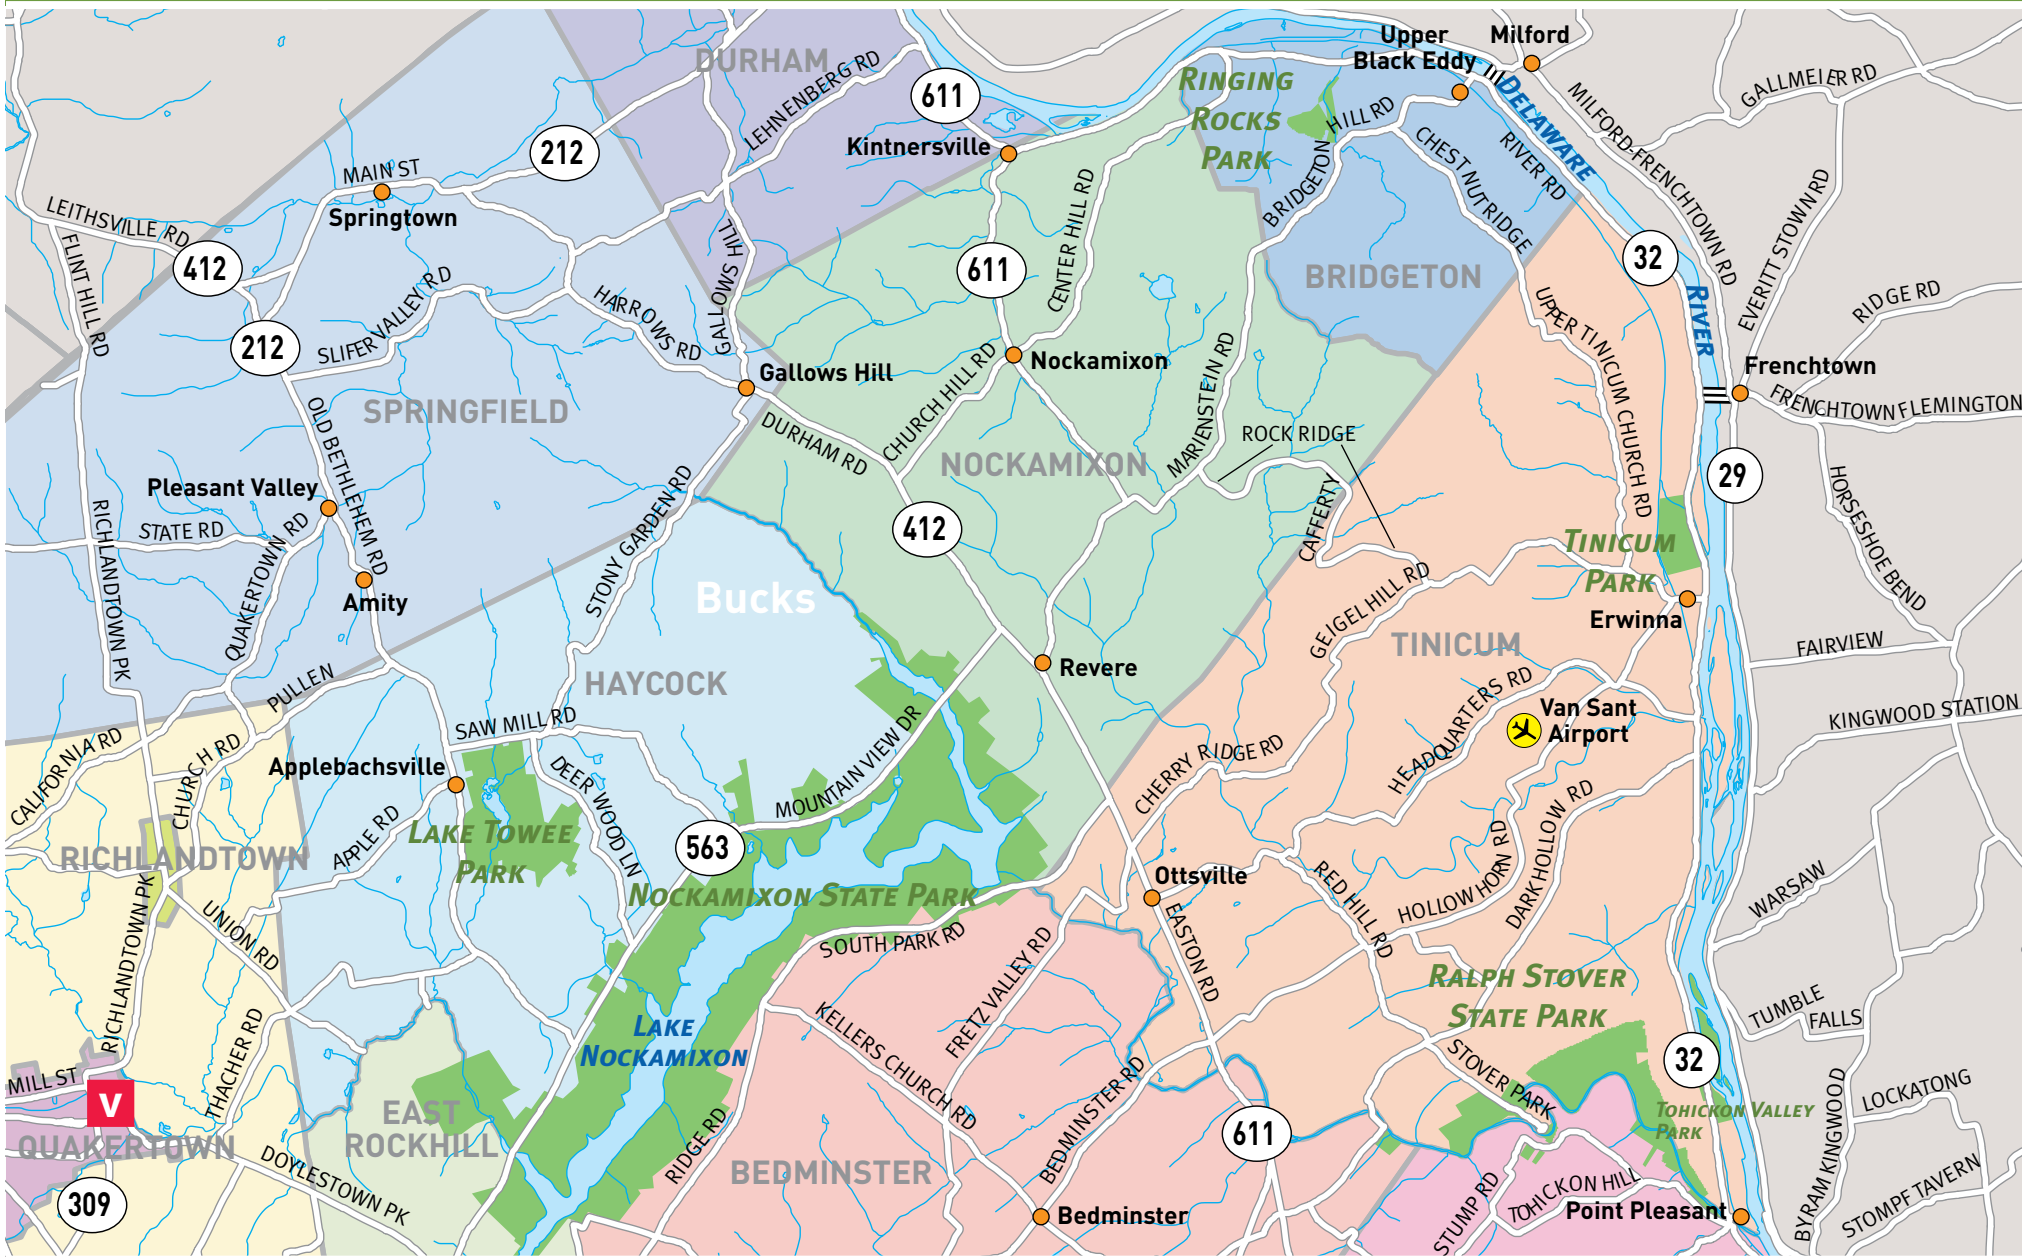 DURHAM
LEHNENBERG RD
611
Kintnersville
Upper
Black Eddy
Milford
DELAWARE
RIVER
GALLMEIER RD
MILFORD-FRENCHTOWN RD
RINGING
ROCKS
PARK
BRIDGETON
HILL RD
CHESTNUT RIDGE
RIVER RD
212
MAIN ST
Springtown
LEITHSVILLE RD
412
FLINT HILL RD
212
SLIFER VALLEY RD
HARROWS RD
GALLOWS HILL
611
CENTER HILL RD
BRIDGETON
32
EVERITT STOWN RD
RIDGE RD
UPPER TINICUM CHURCH RD
Gallows Hill
Nockamixon
CHURCH HILL RD
MARIENSTEIN RD
Frenchtown
FRENCHTOWN FLEMINGTON
SPRINGFIELD
OLD BETHLEHEM RD
DURHAM RD
NOCKAMIXON
ROCK RIDGE
29
HORSESHOE BEND
Pleasant Valley
STATE RD
RICHLANDTOWN PK
QUAKERTOWN RD
STONY GARDEN RD
412
CAFFERTY
TINICUM
PARK
Amity
Bucks
GEIGEL HILL RD
Erwinna
TINICUM
FAIRVIEW
Revere
PULLEN
HAYCOCK
SAW MILL RD
HEADQUARTERS RD
Van Sant
Airport
KINGWOOD STATION
CALIFORNIA RD
CHURCH RD
Applebachsville
DEER WOOD LN
MOUNTAIN VIEW DR
CHERRY RIDGE RD
RICHLANDTOWN
APPLE RD
LAKE TOWEE
PARK
563
NOCKAMIXON STATE PARK
Ottsville
HOLLOW HORN RD
DARK HOLLOW RD
WARSAW
RED HILL RD
EASTON RD
UNION RD
RICHLANDTOWN PK
SOUTH PARK RD
FRETZ VALLEY RD
RALPH STOVER
STATE PARK
LAKE
NOCKAMIXON
KELLERS CHURCH RD
TUMBLE
FALLS
THACHER RD
MILL ST
V
QUAKERTOWN
309
EAST
ROCKHILL
DOYLESTOWN PK
RIDGE RD
BEDMINSTER
BEDMINSTER RD
Bedminster
611
STOVER PARK
32
TOHICKON VALLEY
PARK
LOCKATONG
BYRAM KINGWOOD
STOMPF TAVERN
STUMP RD
TOHICKON HILL
Point Pleasant